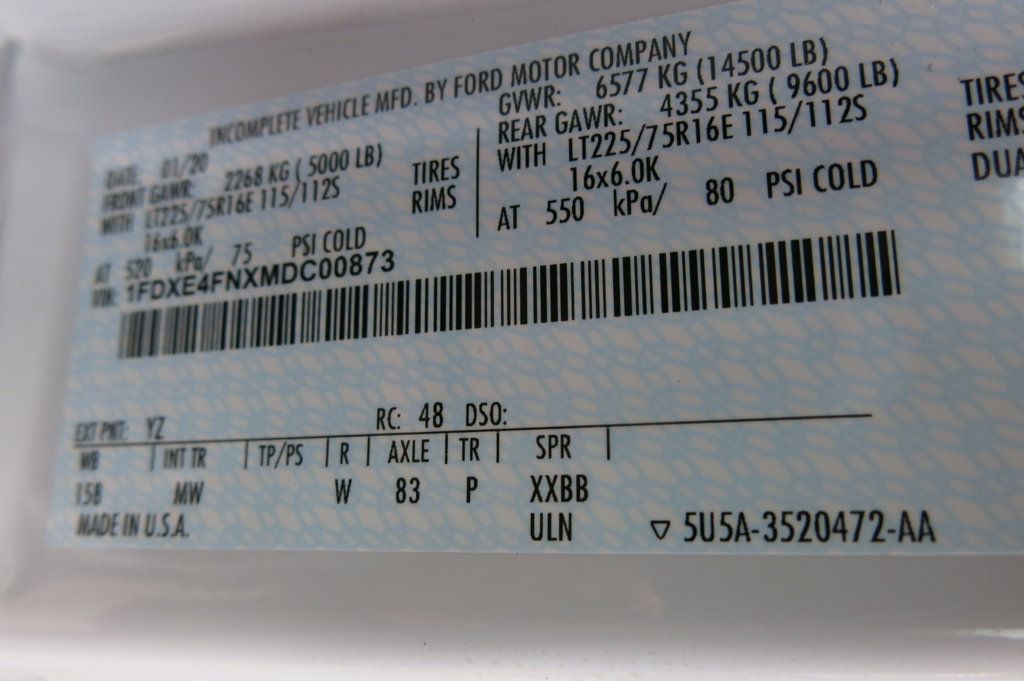 INCOMPLETE VEHICLE MFD. BY FORD MOTOR COMPANY
DATE: 01/20
GVWR: 6577 KG (14500 LB)
FRONT GAWR: 2268 KG ( 5000 LB)
REAR GAWR: 4355 KG ( 9600 LB)
WITH LT225/75R16E 115/112S
TIRES
WITH LT225/75R16E 115/112S
TIRES
16x6.0K
RIMS
16x6.0K
RIMS
AT 520 kPa/ 75 PSI COLD
AT 550 kPa/ 80 PSI COLD
DUA
VIN: 1FDXE4FNXMDC00873
EXT PNT: YZ
RC: 48 DSO:
WB INT TR TP/PS R AXLE TR SPR
158 MW W 83 P XXBB
MADE IN U.S.A.
ULN ▽ 5U5A-3520472-AA